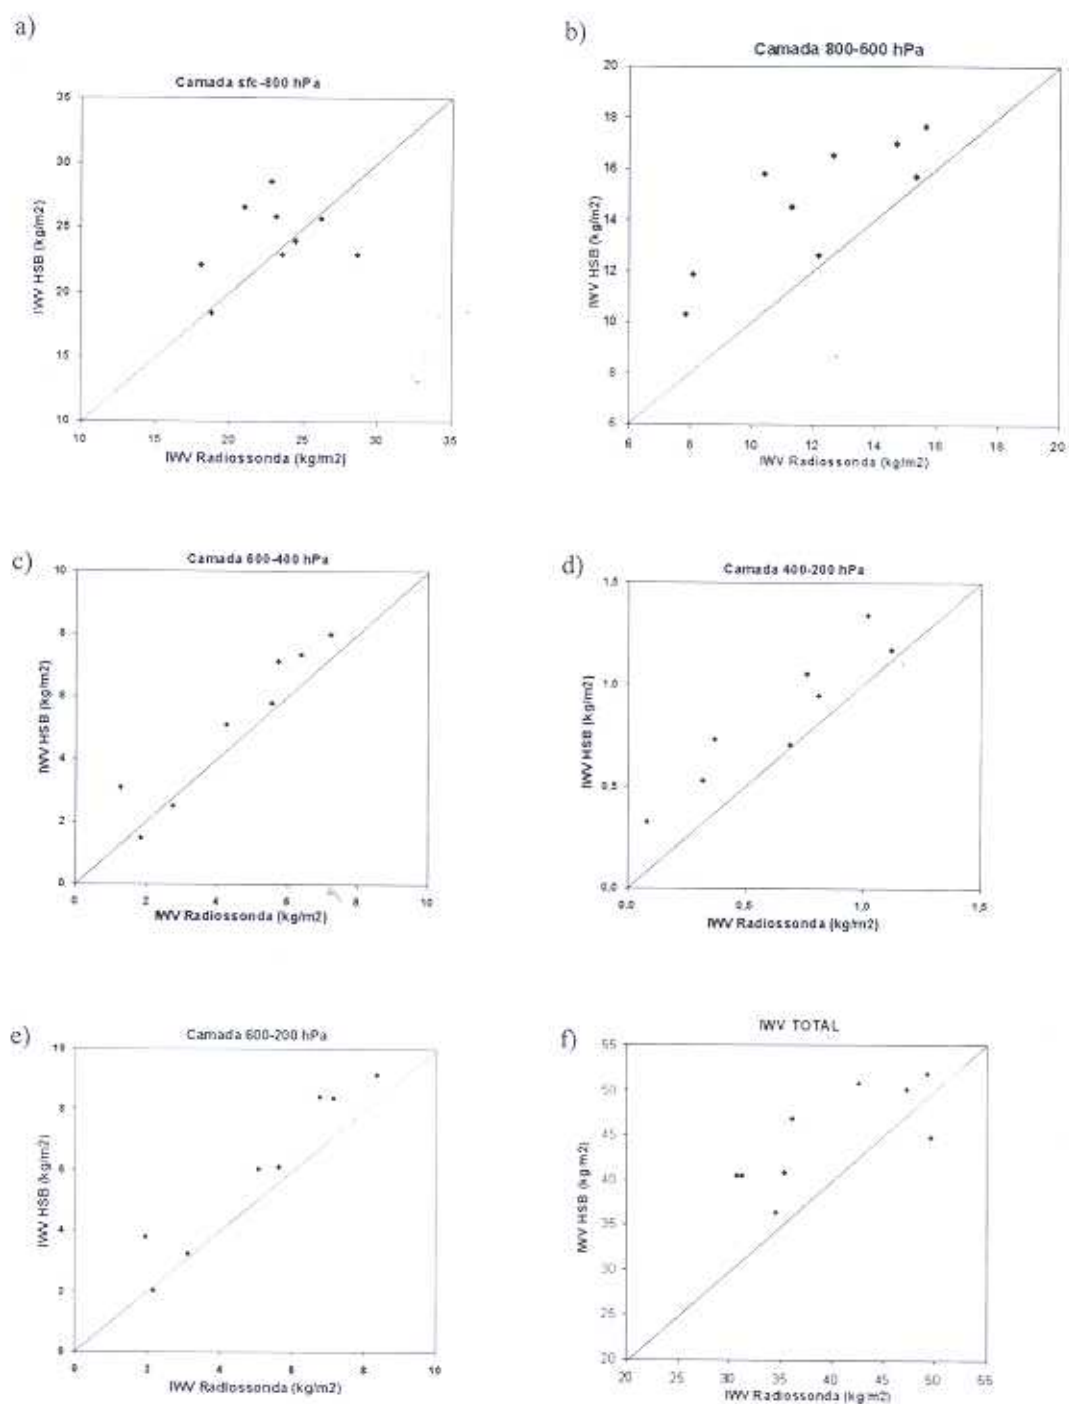 a)
Camada sfc-800 hPa
IWV HSB (kg/m2)
35
30
25
20
15
10
10 15 20 25 30 35
IWV Radiossonda (kg/m2)
b)
Camada 800-600 hPa
IWV HSB (kg/m2)
20
18
16
14
12
10
8
6
6 8 10 12 14 16 18 20
IWV Radiossonda (kg/m2)
c)
Camada 600-400 hPa
IWV HSB (kg/m2)
10
8
6
4
2
0
0 2 4 6 8 10
IWV Radiossonda (kg/m2)
d)
Camada 400-200 hPa
IWV HSB (kg/m2)
1,5
1,0
0,5
0,0
0,0 0,5 1,0 1,5
IWV Radiossonda (kg/m2)
e)
Camada 600-200 hPa
IWV HSB (kg/m2)
10
8
6
4
2
0
0 2 4 6 8 10
IWV Radiossonda (kg/m2)
f)
IWV TOTAL
IWV HSB (kg/m2)
55
50
45
40
35
30
25
20
20 25 30 35 40 45 50 55
IWV Radiossonda (kg/m2)